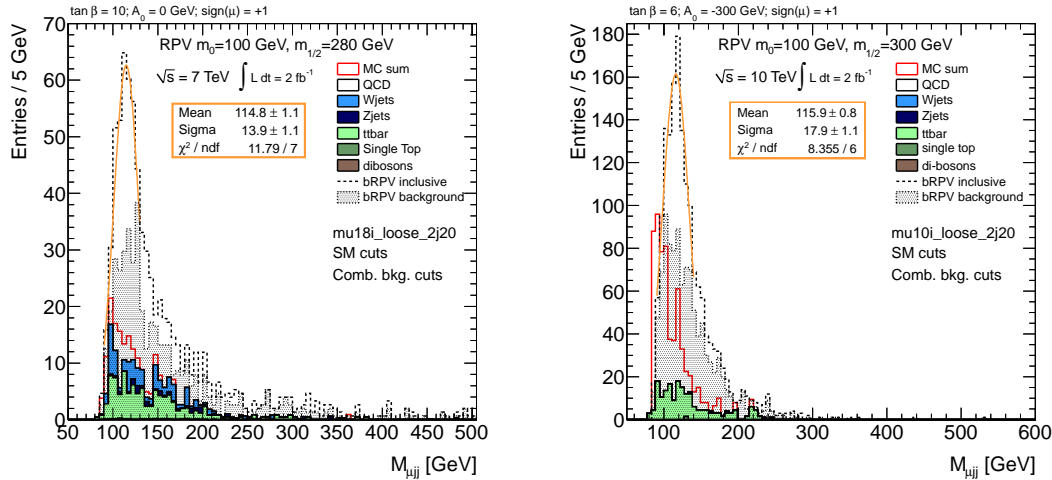 tan β = 10; A₀ = 0 GeV; sign(μ) = +1
Entries / 5 GeV
RPV m₀=100 GeV, m₁/₂=280 GeV
√s = 7 TeV ∫ L dt = 2 fb⁻¹
Mean 114.8 ± 1.1
Sigma 13.9 ± 1.1
χ² / ndf 11.79 / 7
MC sum
QCD
Wjets
Zjets
ttbar
Single Top
dibosons
bRPV inclusive
bRPV background
mu18i_loose_2j20
SM cuts
Comb. bkg. cuts
70
60
50
40
30
20
10
0
50 100 150 200 250 300 350 400 450 500
M_μjj [GeV]
tan β = 6; A₀ = -300 GeV; sign(μ) = +1
Entries / 5 GeV
RPV m₀=100 GeV, m₁/₂=300 GeV
√s = 10 TeV ∫ L dt = 2 fb⁻¹
Mean 115.9 ± 0.8
Sigma 17.9 ± 1.1
χ² / ndf 8.355 / 6
MC sum
QCD
Wjets
Zjets
ttbar
single top
di-bosons
bRPV inclusive
bRPV background
mu10i_loose_2j20
SM cuts
Comb. bkg. cuts
180
160
140
120
100
80
60
40
20
0
100 200 300 400 500 600
M_μjj [GeV]